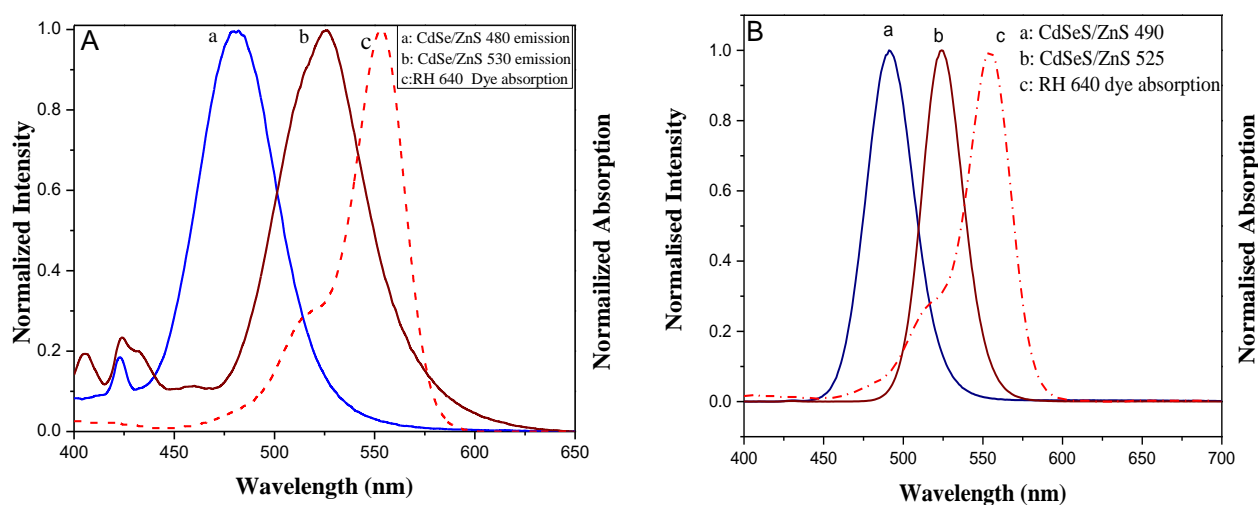 A
a
b
c
a: CdSe/ZnS 480 emission
b: CdSe/ZnS 530 emission
c:RH 640 Dye absorption
1.0
0.8
0.6
0.4
0.2
0.0
Normalized Intensity
Normailized Absorption
400
450
500
550
600
650
Wavelength (nm)
B
a
b
c
a: CdSeS/ZnS 490
b: CdSeS/ZnS 525
c: RH 640 dye absorption
1.0
0.8
0.6
0.4
0.2
0.0
Normalised Intensity
Normalised Absorption
400
450
500
550
600
650
700
Wavelength (nm)